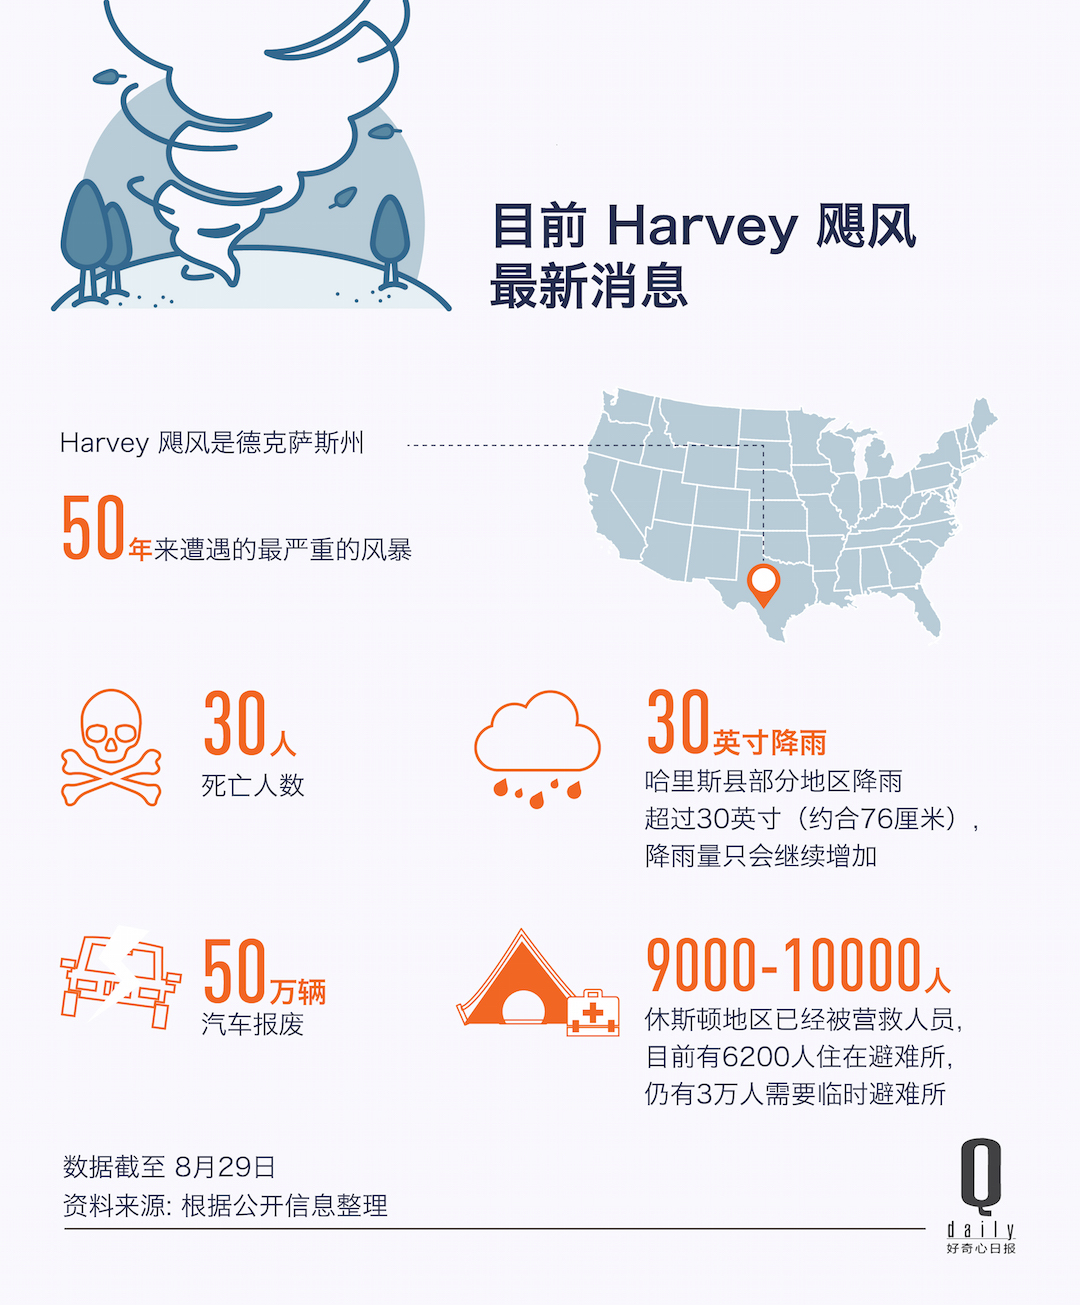 目前 Harvey 飓风
最新消息
Harvey 飓风是德克萨斯州
50年来遭遇的最严重的风暴
30人
死亡人数
30英寸降雨
哈里斯县部分地区降雨
超过30英寸（约合76厘米），
降雨量只会继续增加
50万辆
汽车报废
9000-10000人
休斯顿地区已经被营救人员,
目前有6200人住在避难所,
仍有3万人需要临时避难所
数据截至 8月29日
资料来源: 根据公开信息整理
Q
daily
好奇心日报